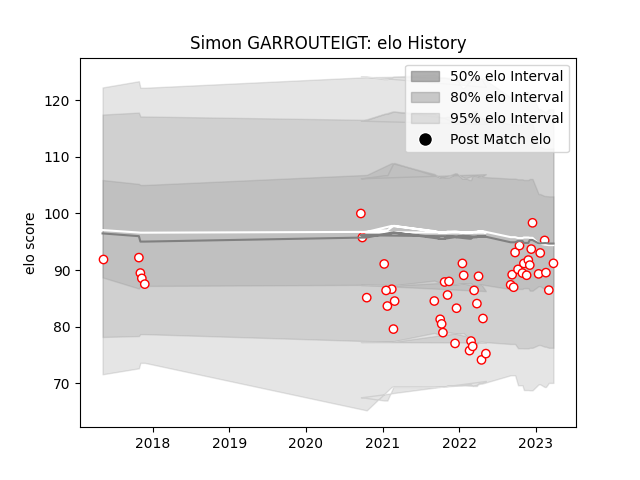 Simon GARROUTEIGT: elo History
50% elo Interval
80% elo Interval
95% elo Interval
Post Match elo
elo score
120
110
100
90
80
70
2018 2019 2020 2021 2022 2023